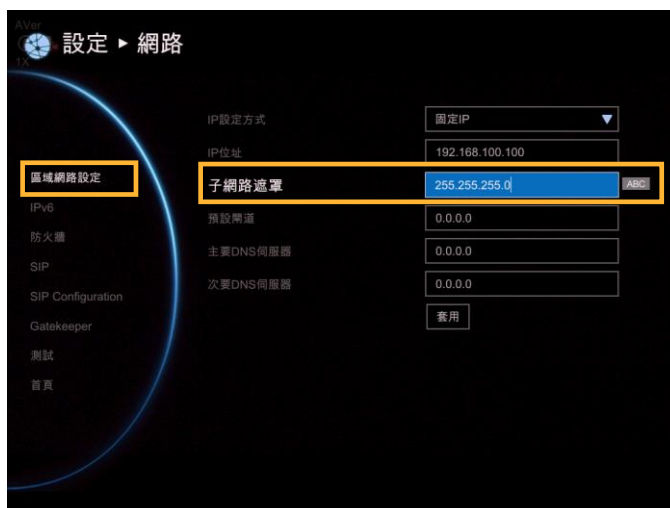 AVer
設定 ▸ 網路
1X
IP設定方式 固定IP
IP位址 192.168.100.100
區域網路設定
子網路遮罩 255.255.255.0 ABC
IPv6
預設閘道 0.0.0.0
防火牆
主要DNS伺服器 0.0.0.0
SIP
次要DNS伺服器 0.0.0.0
SIP Configuration
套用
Gatekeeper
測試
首頁